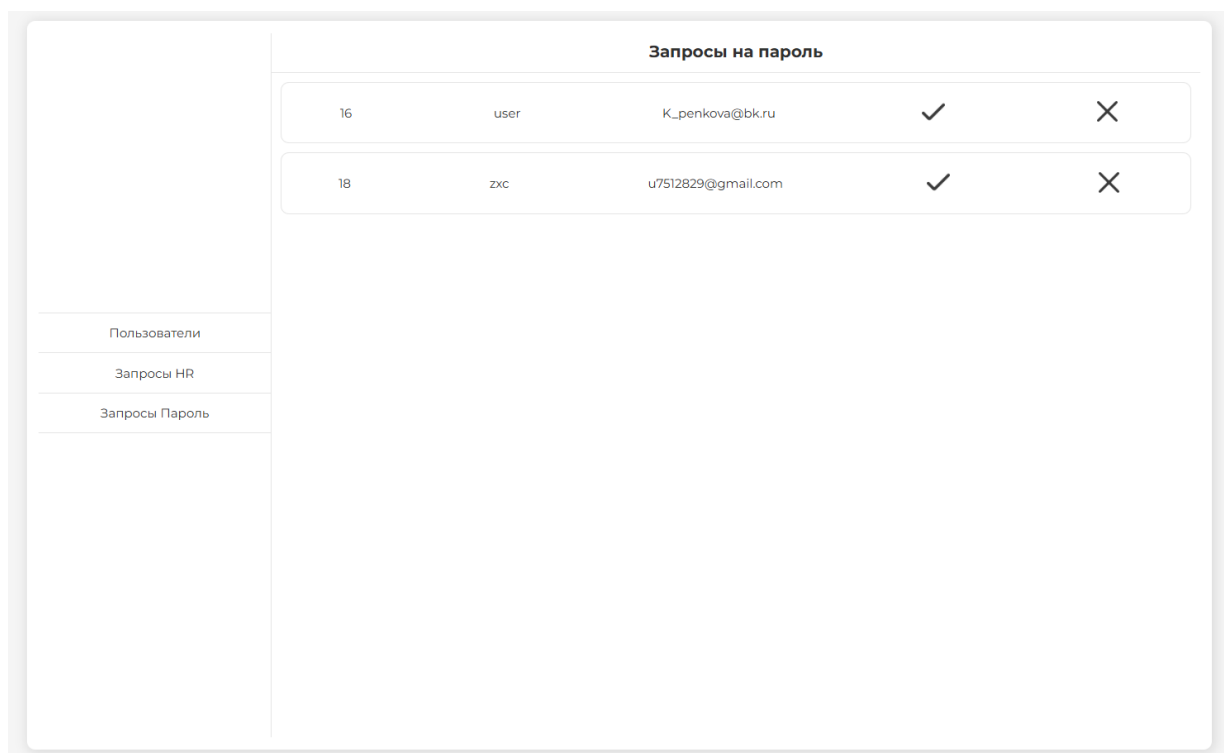 Запросы на пароль
16 user K_penkova@bk.ru
18 zxc u7512829@gmail.com
Пользователи
Запросы HR
Запросы Пароль